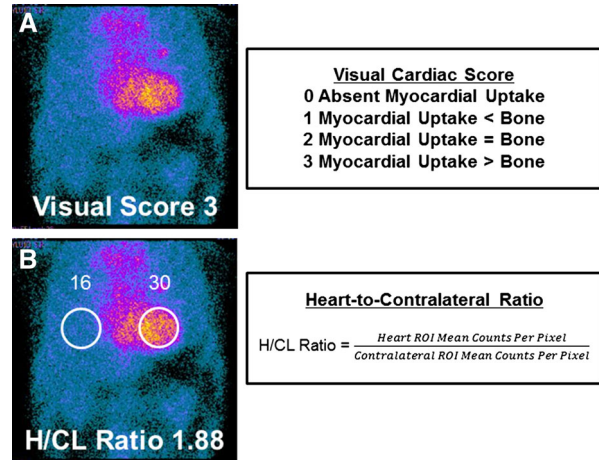 A
Visual Score 3
Visual Cardiac Score
0 Absent Myocardial Uptake
1 Myocardial Uptake < Bone
2 Myocardial Uptake = Bone
3 Myocardial Uptake > Bone
B
16 30
H/CL Ratio 1.88
Heart-to-Contralateral Ratio
H/CL Ratio = Heart ROI Mean Counts Per Pixel
Contralateral ROI Mean Counts Per Pixel